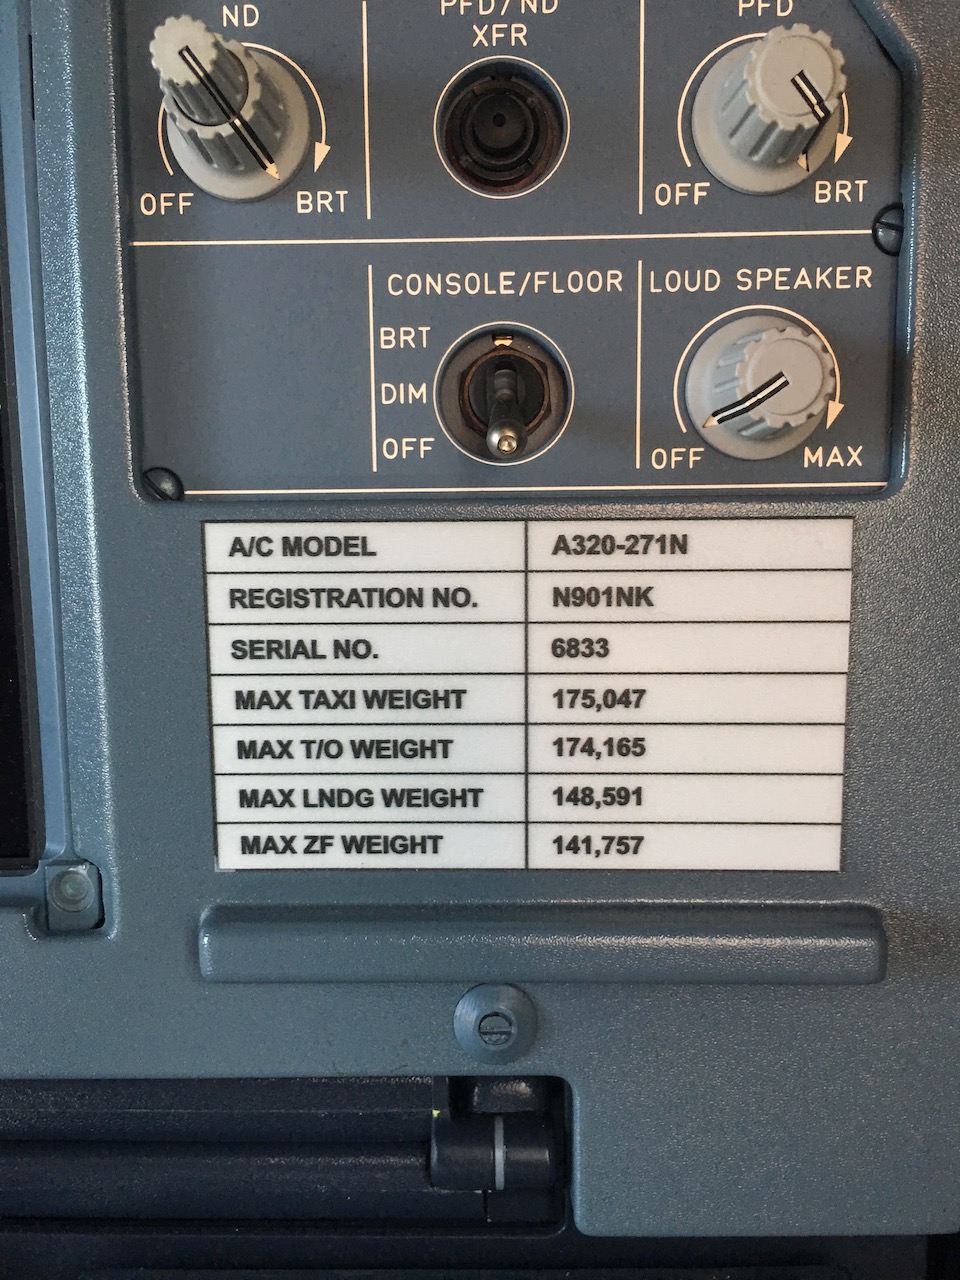 ND
PFD/ND
XFR
PFD
OFF
BRT
OFF
BRT
CONSOLE/FLOOR
BRT
DIM
OFF
LOUD SPEAKER
OFF
MAX
A/C MODEL A320-271N
REGISTRATION NO. N901NK
SERIAL NO. 6833
MAX TAXI WEIGHT 175,047
MAX T/O WEIGHT 174,165
MAX LNDG WEIGHT 148,591
MAX ZF WEIGHT 141,757